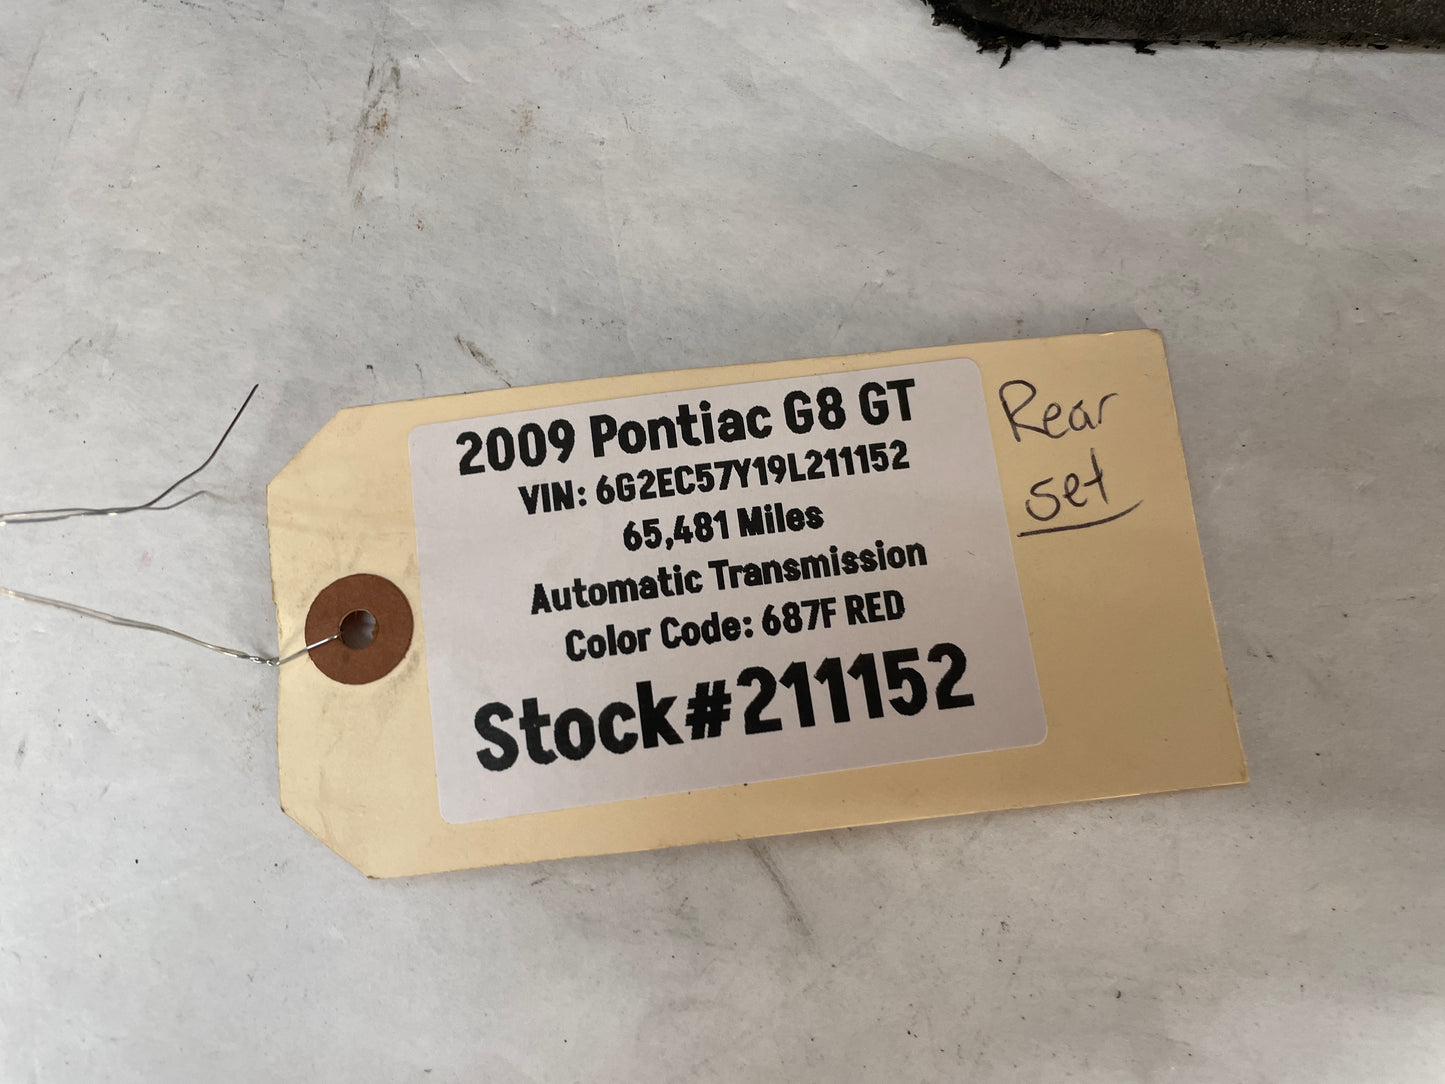 2009 Pontiac G8 GT
VIN: 6G2EC57Y19L211152
65,481 Miles
Automatic Transmission
Color Code: 687F RED
Stock#211152
Rear
set